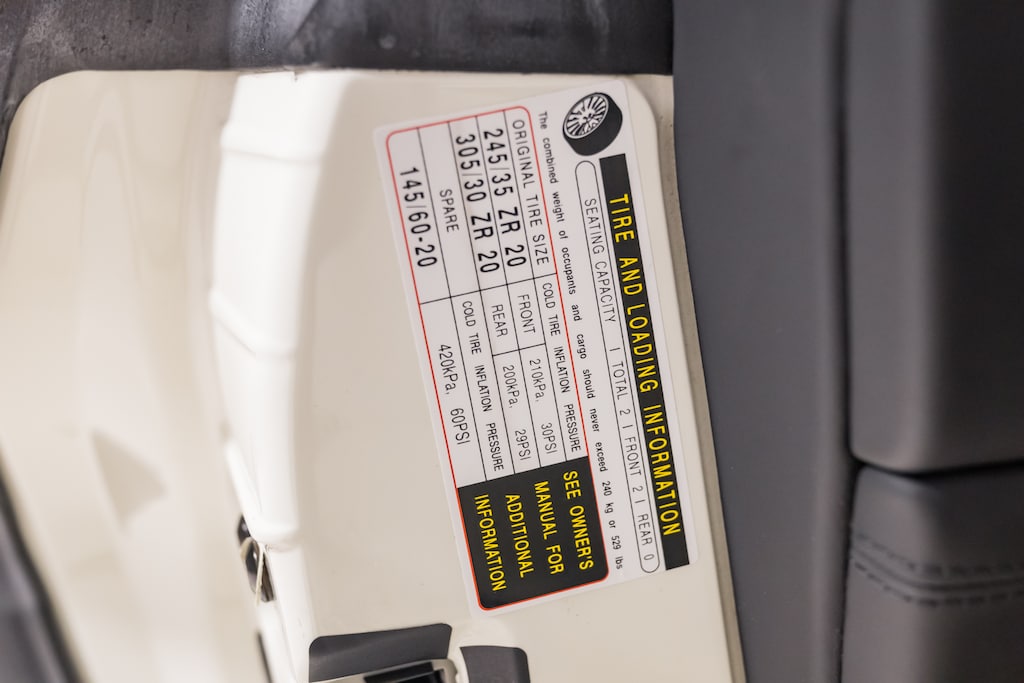 TIRE AND LOADING INFORMATION
SEATING CAPACITY | TOTAL 2 | FRONT 2 | REAR 0
The combined weight of occupants and cargo should never exceed 240 kg or 529 lbs
ORIGINAL TIRE SIZE COLD TIRE INFLATION PRESSURE
245/35 ZR 20 FRONT 210kPa, 30PSI
305/30 ZR 20 REAR 200kPa, 29PSI
SPARE COLD TIRE INFLATION PRESSURE
145/60-20 420kPa, 60PSI
SEE OWNER'S
MANUAL FOR
ADDITIONAL
INFORMATION